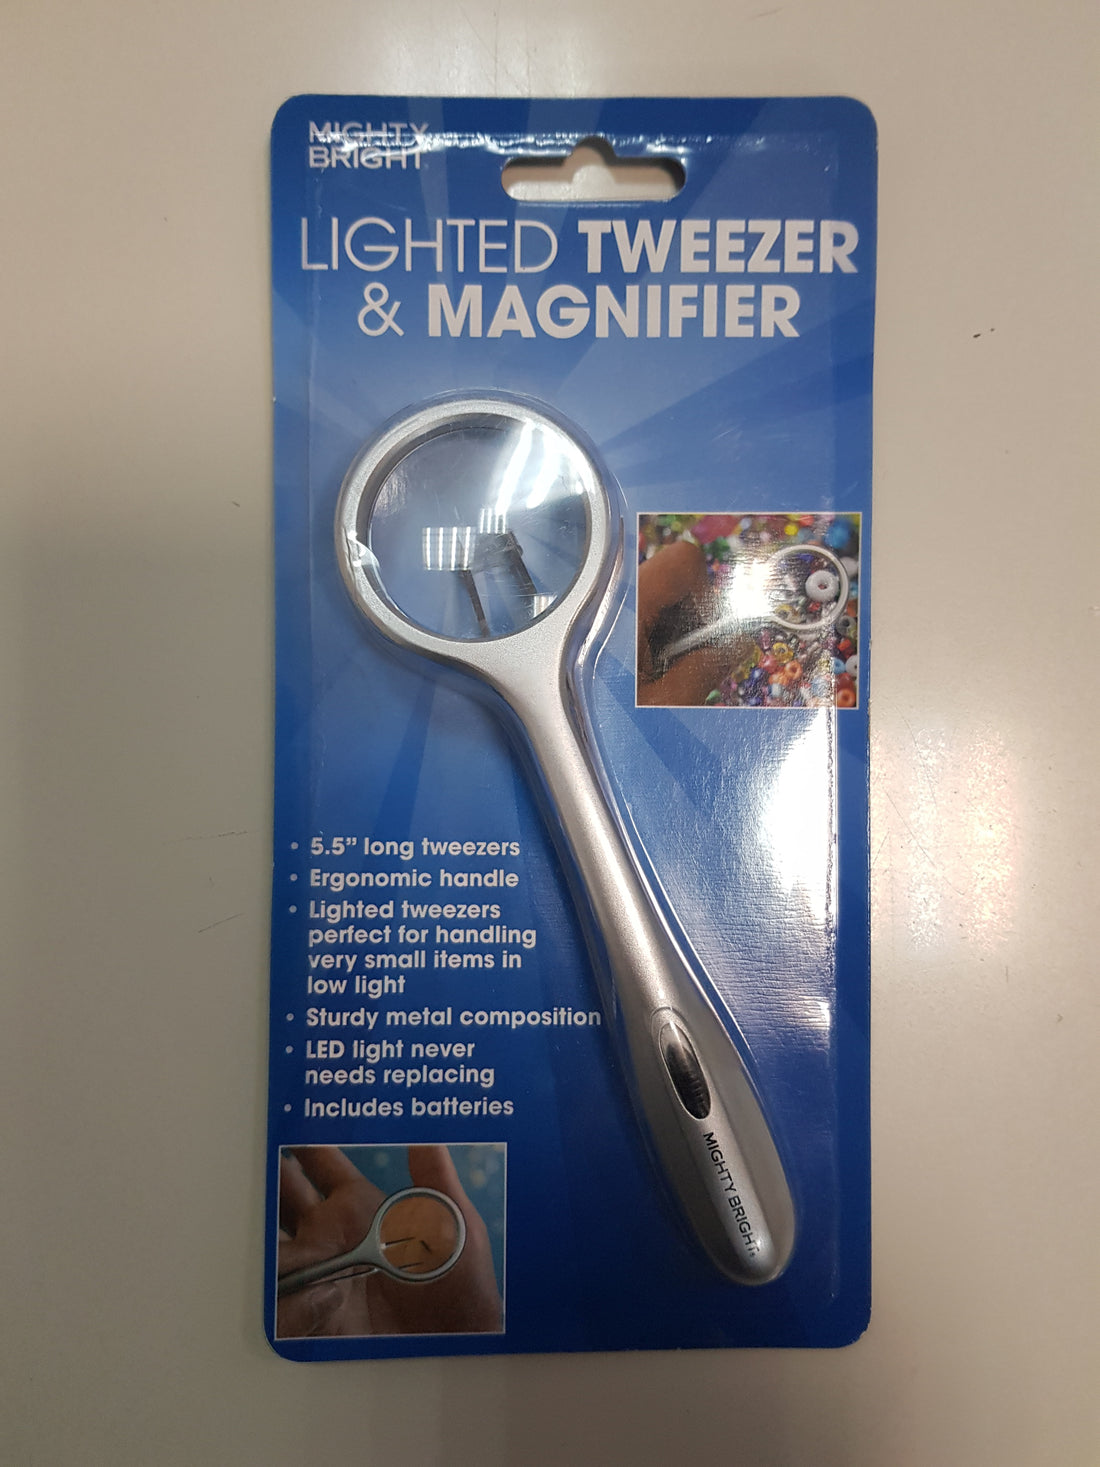 MIGHTY
BRIGHT
LIGHTED TWEEZER
& MAGNIFIER
• 5.5” long tweezers
• Ergonomic handle
• Lighted tweezers
perfect for handling
very small items in
low light
• Sturdy metal composition
• LED light never
needs replacing
• Includes batteries
MIGHTY BRIGHT®